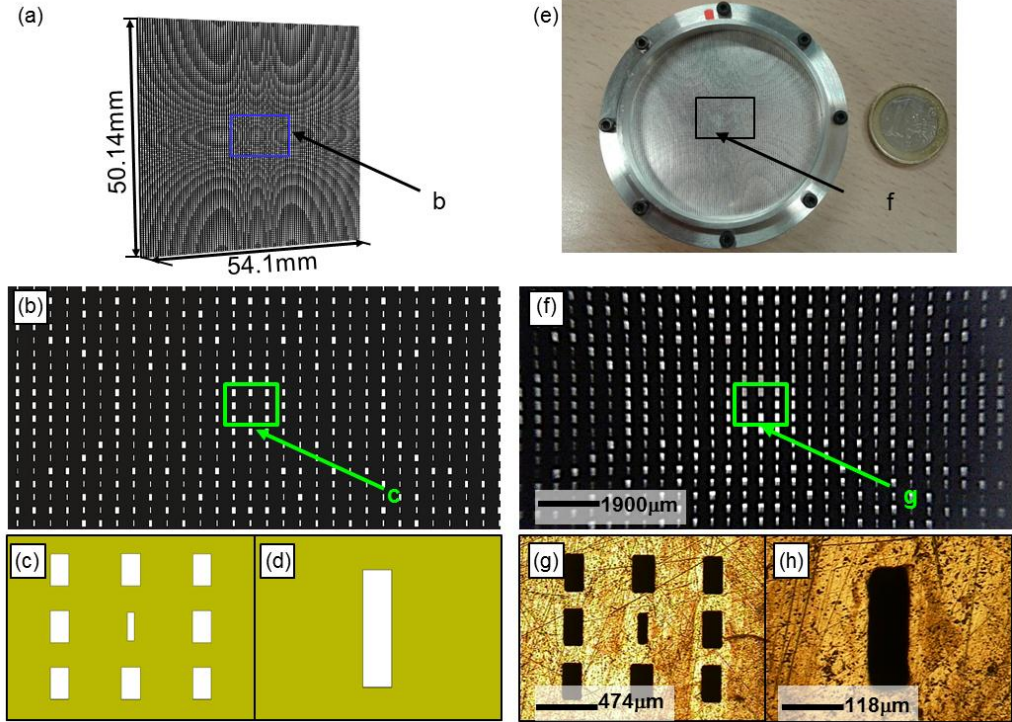 (a)
50.14mm
54.1mm
b
(e)
f
(b)
c
(f)
g
1900μm
(c)
(d)
(g)
474μm
(h)
118μm